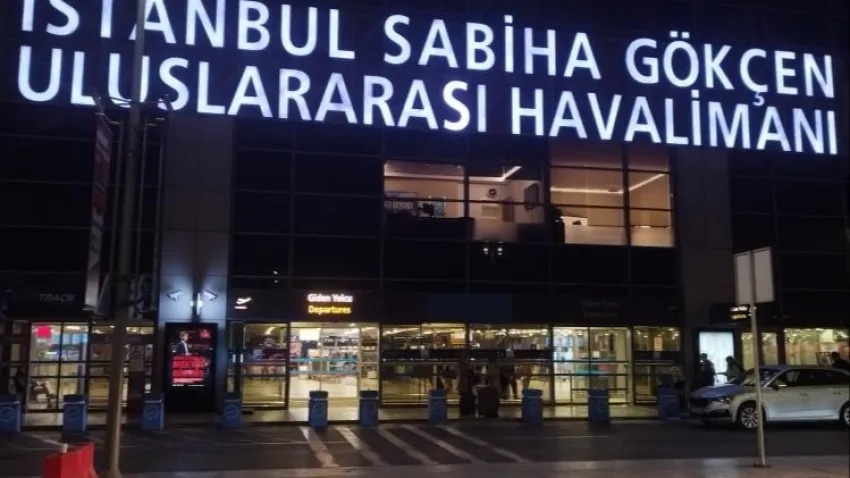 İSTANBUL SABİHA GÖKÇEN
ULUSLARARASI HAVALİMANI
Giden Yolcu
Departures